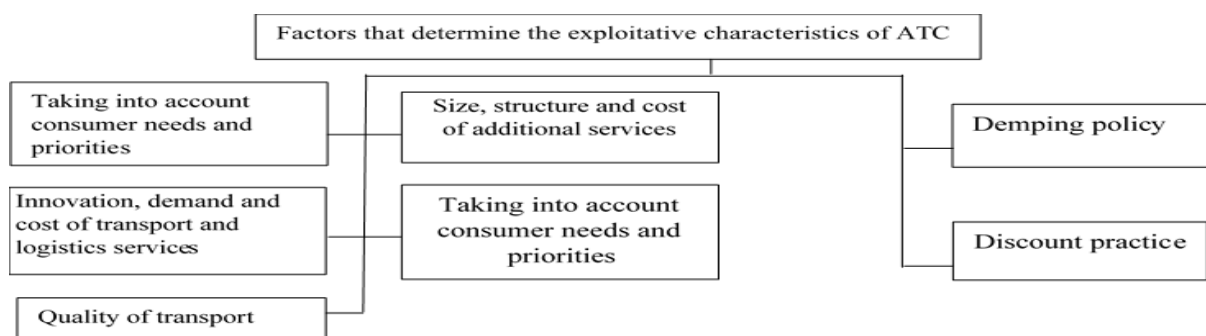 Factors that determine the exploitative characteristics of ATC
Taking into account
consumer needs and
priorities
Size, structure and cost
of additional services
Demping policy
Innovation, demand and
cost of transport and
logistics services
Taking into account
consumer needs and
priorities
Discount practice
Quality of transport